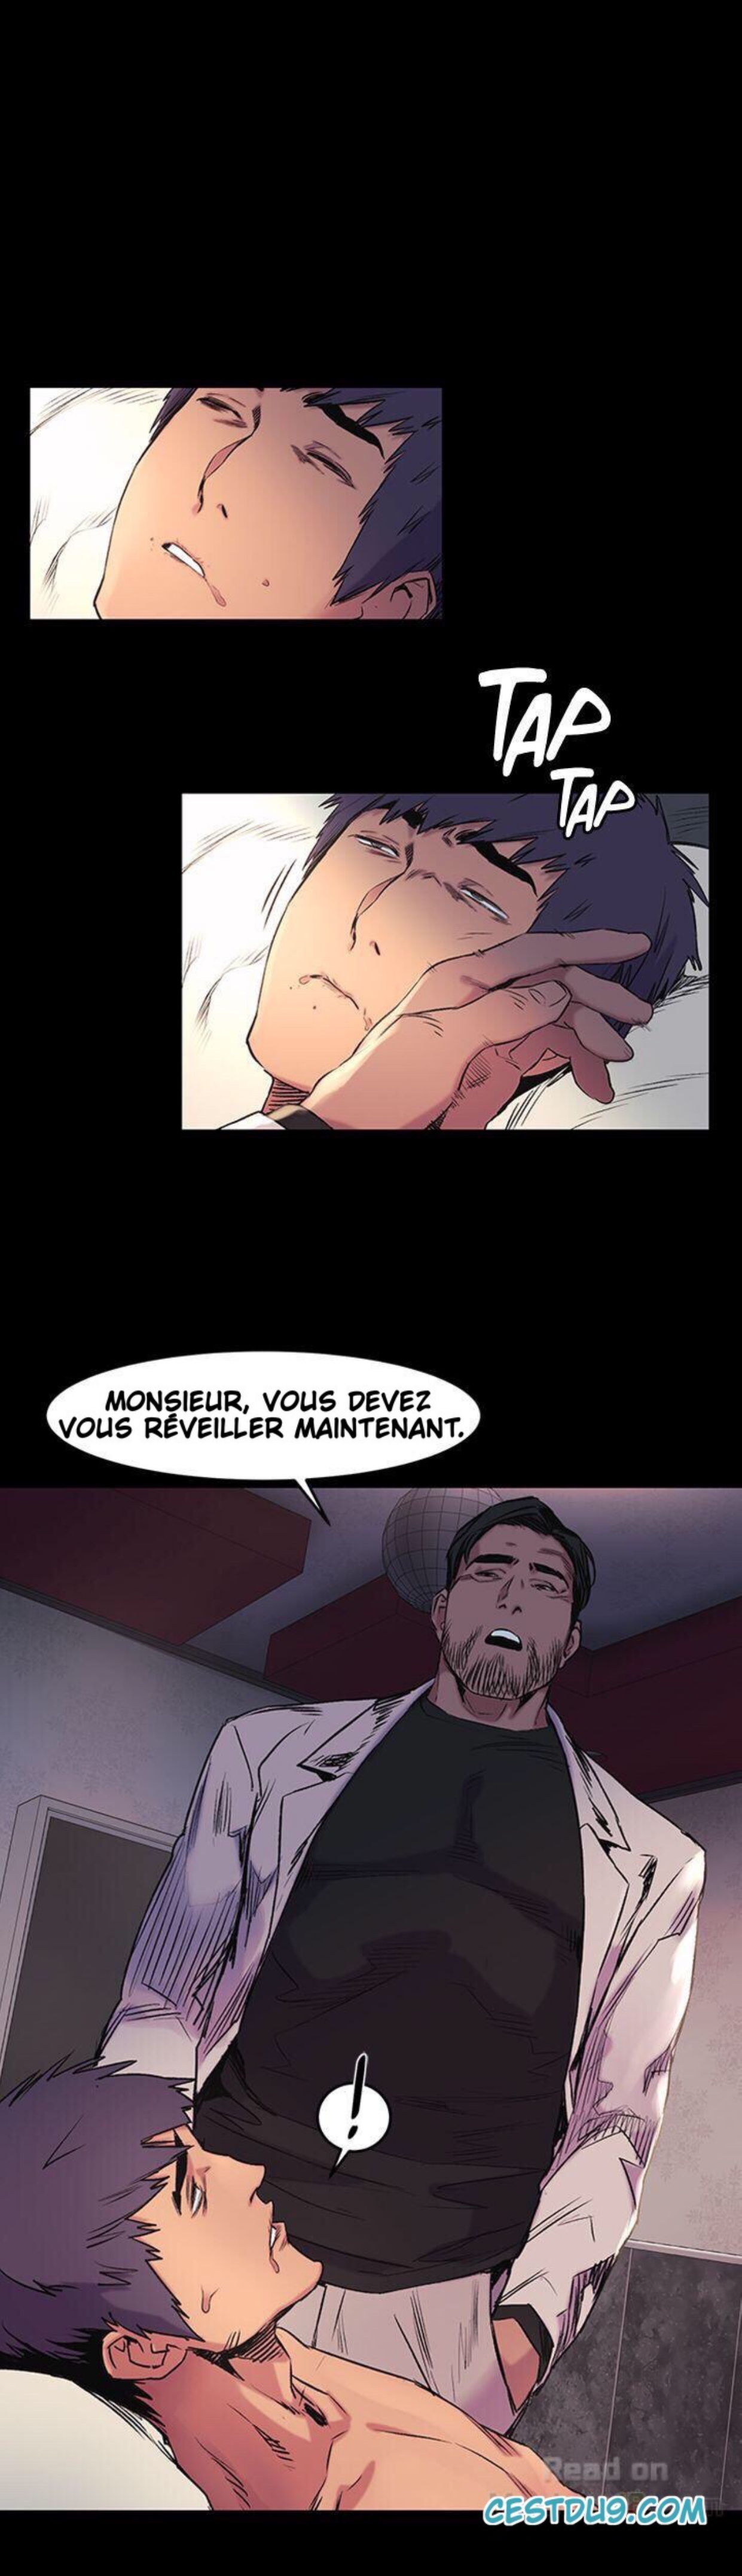 TAP
TAP
MONSIEUR, VOUS DEVEZ
VOUS RÉVEILLER MAINTENANT.
!
Read on
CESTDU9.COM